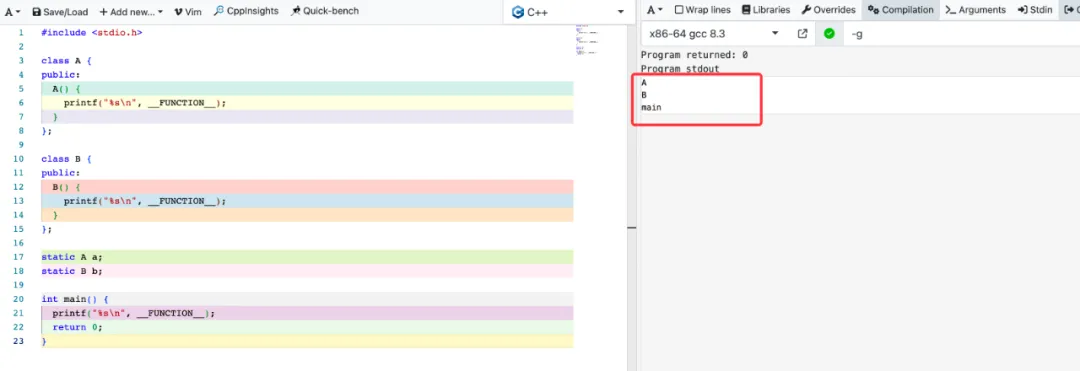 A Save/Load + Add new... Vim CppInsights Quick-bench C++
1 #include <stdio.h>
2
3 class A {
4 public:
5 A() {
6 printf("%s\n", __FUNCTION__);
7 }
8 };
9
10 class B {
11 public:
12 B() {
13 printf("%s\n", __FUNCTION__);
14 }
15 };
16
17 static A a;
18 static B b;
19
20 int main() {
21 printf("%s\n", __FUNCTION__);
22 return 0;
23 }
A Wrap lines Libraries Overrides Compilation >_ Arguments Stdin
x86-64 gcc 8.3 -g
Program returned: 0
Program stdout
A
B
main